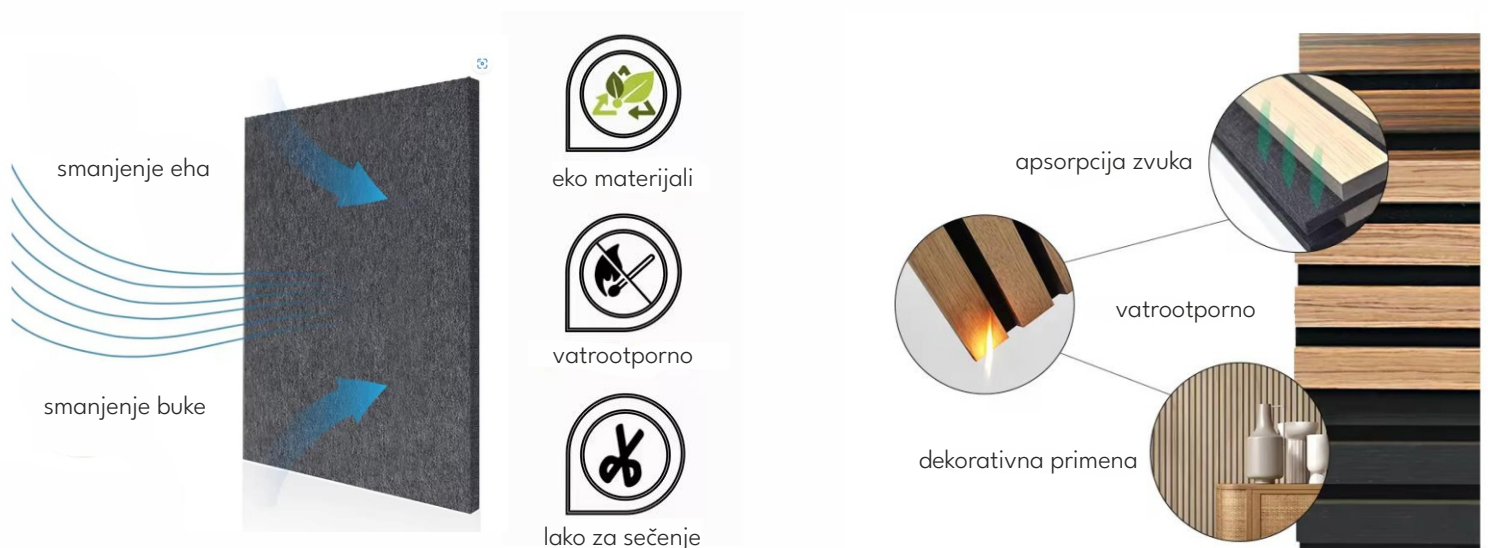 smanjenje eha
smanjenje buke
eko materijali
vatrootporno
lako za sečenje
apsorpcija zvuka
vatrootporno
dekorativna primena